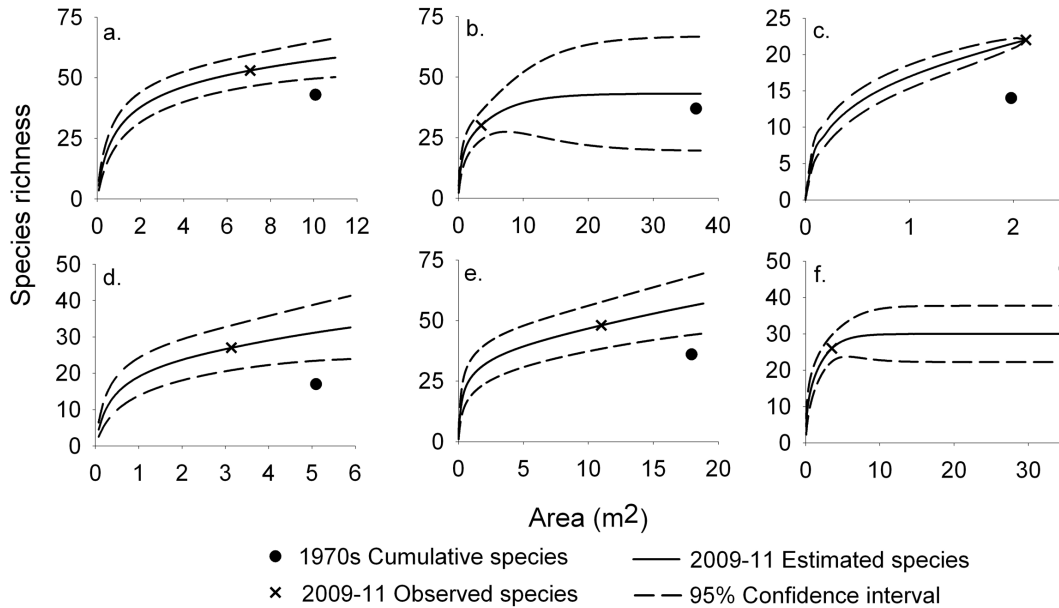 Species richness
a.
75
50
25
0
0 2 4 6 8 10 12
b.
75
50
25
0
0 10 20 30 40
c.
25
20
15
10
5
0
0 1 2
d.
50
40
30
20
10
0
0 1 2 3 4 5 6
e.
75
50
25
0
0 5 10 15 20
f.
50
40
30
20
10
0
0 10 20 30
Area (m2)
1970s Cumulative species
2009-11 Estimated species
2009-11 Observed species
95% Confidence interval